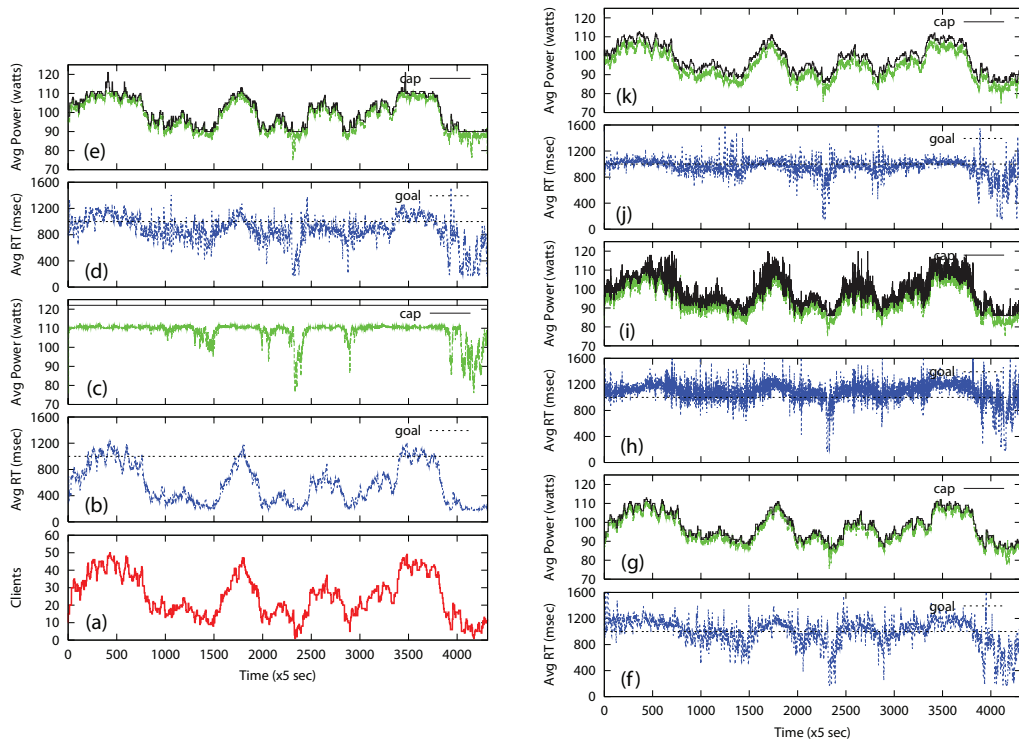 120
110
100
90
80
70
Avg Power (watts)
cap
(e)
1600
1200
800
400
0
Avg RT (msec)
goal
(d)
120
110
100
90
80
70
Avg Power (watts)
cap
(c)
1600
1200
800
400
0
Avg RT (msec)
goal
(b)
60
50
40
30
20
10
0
Clients
(a)
0 500 1000 1500 2000 2500 3000 3500 4000
Time (x5 sec)
120
110
100
90
80
70
Avg Power (watts)
cap
(k)
1600
1200
800
400
0
Avg RT (msec)
goal
(j)
120
110
100
90
80
70
Avg Power (watts)
cap
(i)
1600
1200
800
400
0
Avg RT (msec)
goal
(h)
120
110
100
90
80
70
Avg Power (watts)
cap
(g)
1600
1200
800
400
0
Avg RT (msec)
goal
(f)
0 500 1000 1500 2000 2500 3000 3500 4000
Time (x5 sec)